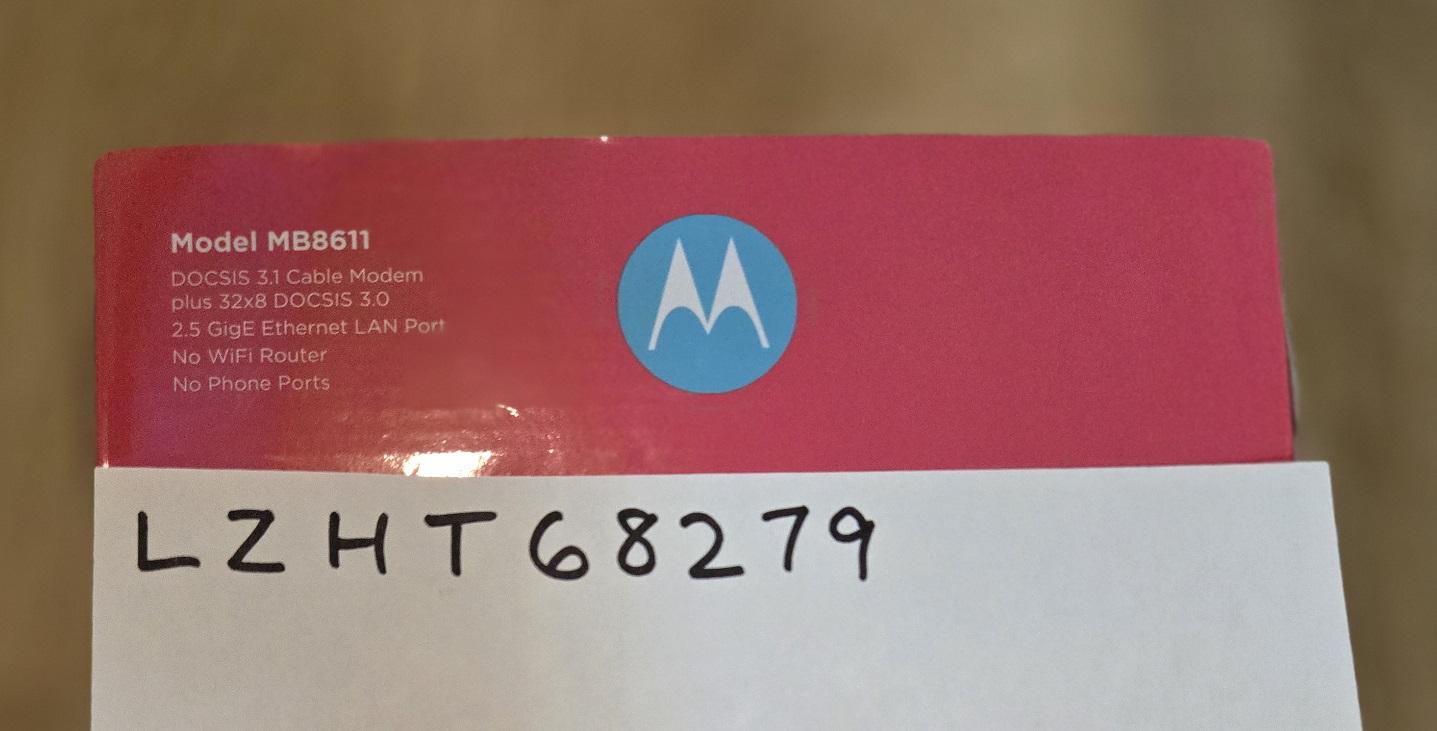 Model MB8611
DOCSIS 3.1 Cable Modem
plus 32x8 DOCSIS 3.0
2.5 GigE Ethernet LAN Port
No WiFi Router
No Phone Ports
LZHT68279